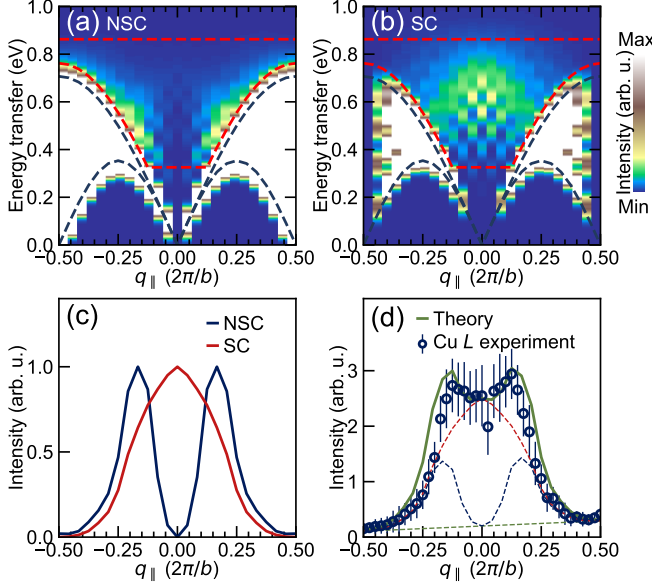 (a) NSC
(b) SC
1.0
0.8
0.6
0.4
0.2
0.0
Energy transfer (eV)
−0.50 −0.25 0.00 0.25 0.50
q∥ (2π/b)
1.0
0.8
0.6
0.4
0.2
0.0
Energy transfer (eV)
−0.50 −0.25 0.00 0.25 0.50
q∥ (2π/b)
Max
Intensity (arb. u.)
Min
(c)
NSC
SC
1.0
0.5
0.0
Intensity (arb. u.)
−0.50 −0.25 0.00 0.25 0.50
q∥ (2π/b)
(d)
Theory
Cu L experiment
3
2
1
0
Intensity (arb. u.)
−0.50 −0.25 0.00 0.25 0.50
q∥ (2π/b)